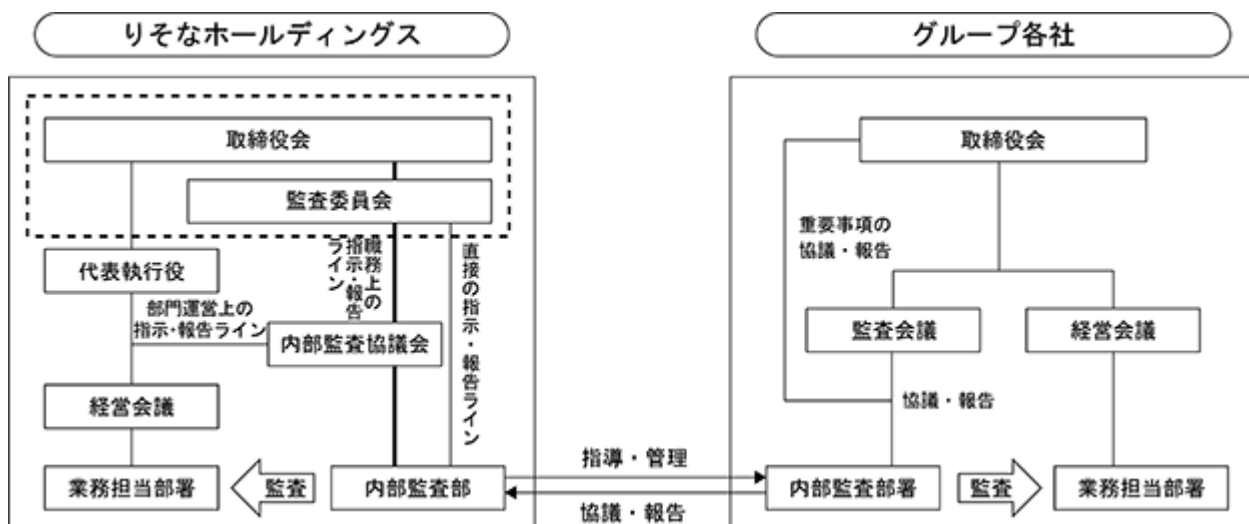 りそなホールディングス
グループ各社
取締役会
監査委員会
代表執行役
部門運営上の
指示・報告ライン
職務上の
指示・報告
ライン
直接の指示・報告ライン
内部監査協議会
経営会議
業務担当部署
監査
内部監査部
指導・管理
協議・報告
取締役会
重要事項の
協議・報告
監査会議
経営会議
協議・報告
内部監査部署
監査
業務担当部署